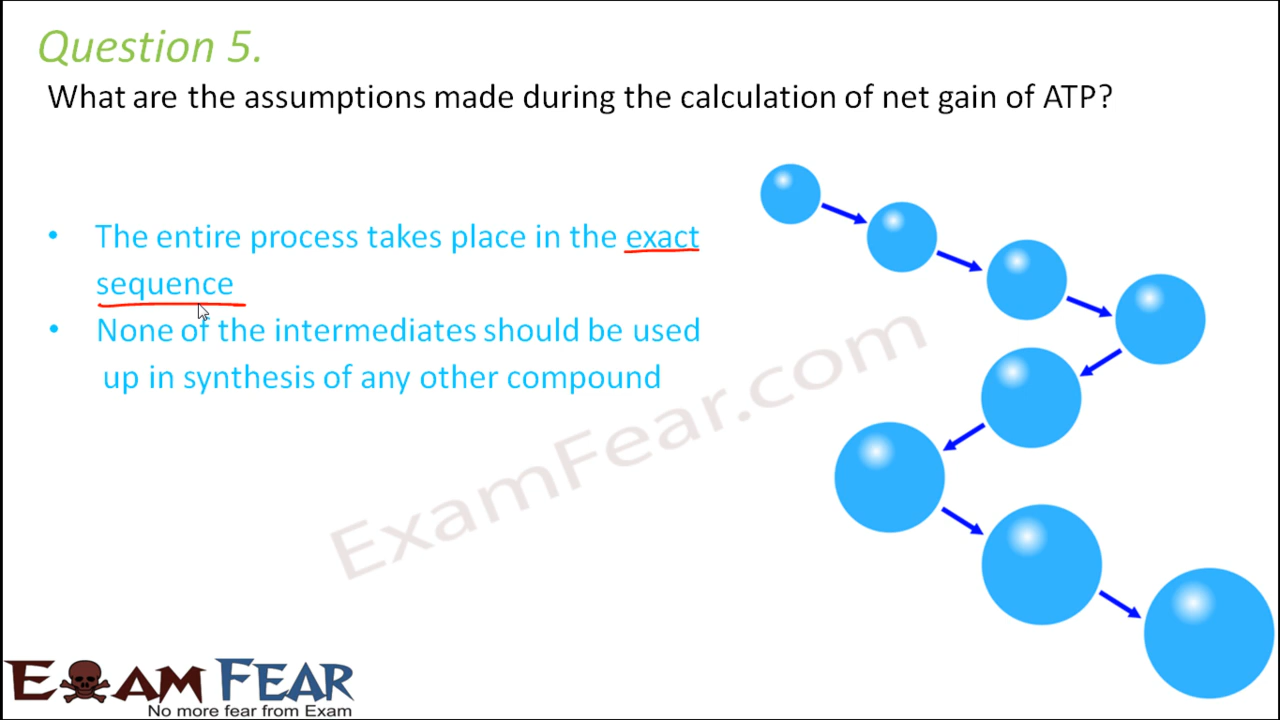 Question 5.
What are the assumptions made during the calculation of net gain of ATP?
• The entire process takes place in the exact
sequence
• None of the intermediates should be used
up in synthesis of any other compound
ExamFear.com
EXAM FEAR
No more fear from Exam